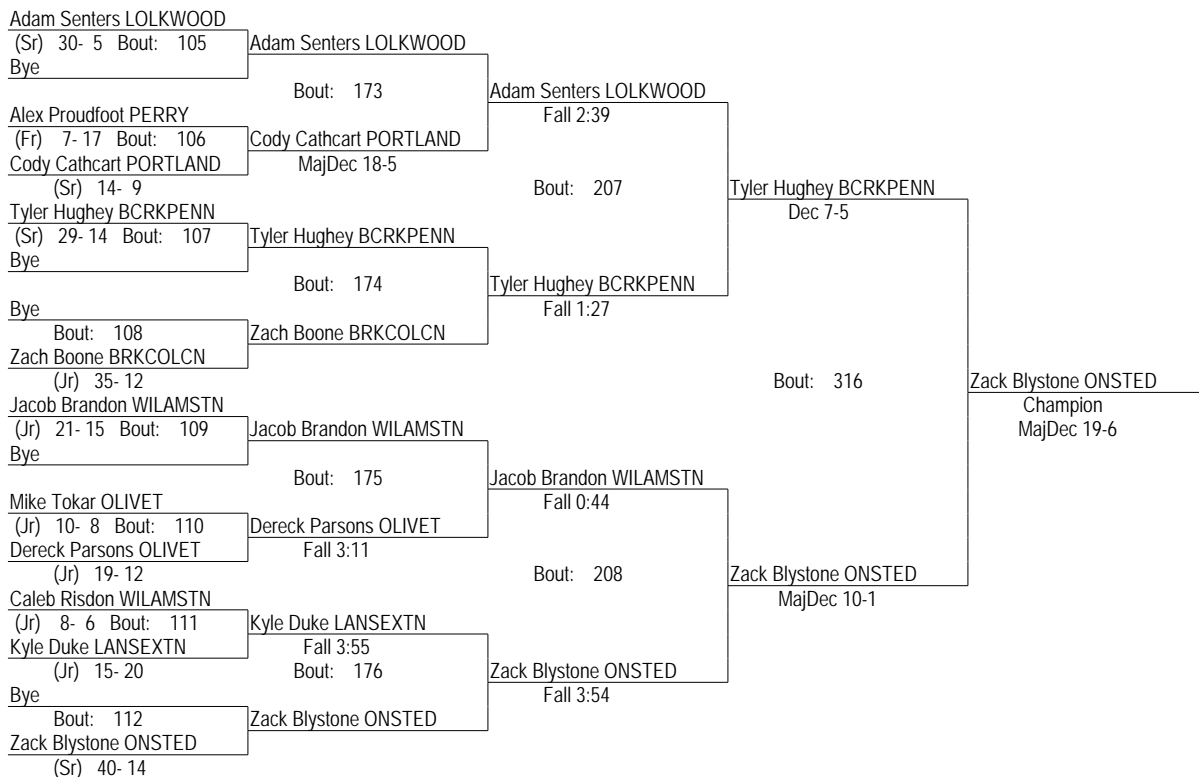 Adam Senters LOLKWOOD
(Sr) 30- 5 Bout: 105 Adam Senters LOLKWOOD
Bye
Bout: 173 Adam Senters LOLKWOOD
Alex Proudfoot PERRY Fall 2:39
(Fr) 7- 17 Bout: 106 Cody Cathcart PORTLAND
Cody Cathcart PORTLAND MajDec 18-5
(Sr) 14- 9 Bout: 207 Tyler Hughey BCRKPENN
Tyler Hughey BCRKPENN Dec 7-5
(Sr) 29- 14 Bout: 107 Tyler Hughey BCRKPENN
Bye
Bout: 174 Tyler Hughey BCRKPENN
Bye Fall 1:27
Bout: 108 Zach Boone BRKCOLCN
Zach Boone BRKCOLCN
(Jr) 35- 12 Bout: 316 Zack Blystone ONSTED
Jacob Brandon WILAMSTN Champion
(Jr) 21- 15 Bout: 109 Jacob Brandon WILAMSTN MajDec 19-6
Bye
Bout: 175 Jacob Brandon WILAMSTN
Mike Tokar OLIVET Fall 0:44
(Jr) 10- 8 Bout: 110 Dereck Parsons OLIVET
Dereck Parsons OLIVET Fall 3:11
(Jr) 19- 12 Bout: 208 Zack Blystone ONSTED
Caleb Risdon WILAMSTN MajDec 10-1
(Jr) 8- 6 Bout: 111 Kyle Duke LANSEXTN
Kyle Duke LANSEXTN Fall 3:55
(Jr) 15- 20 Bout: 176 Zack Blystone ONSTED
Bye Fall 3:54
Bout: 112 Zack Blystone ONSTED
Zack Blystone ONSTED
(Sr) 40- 14